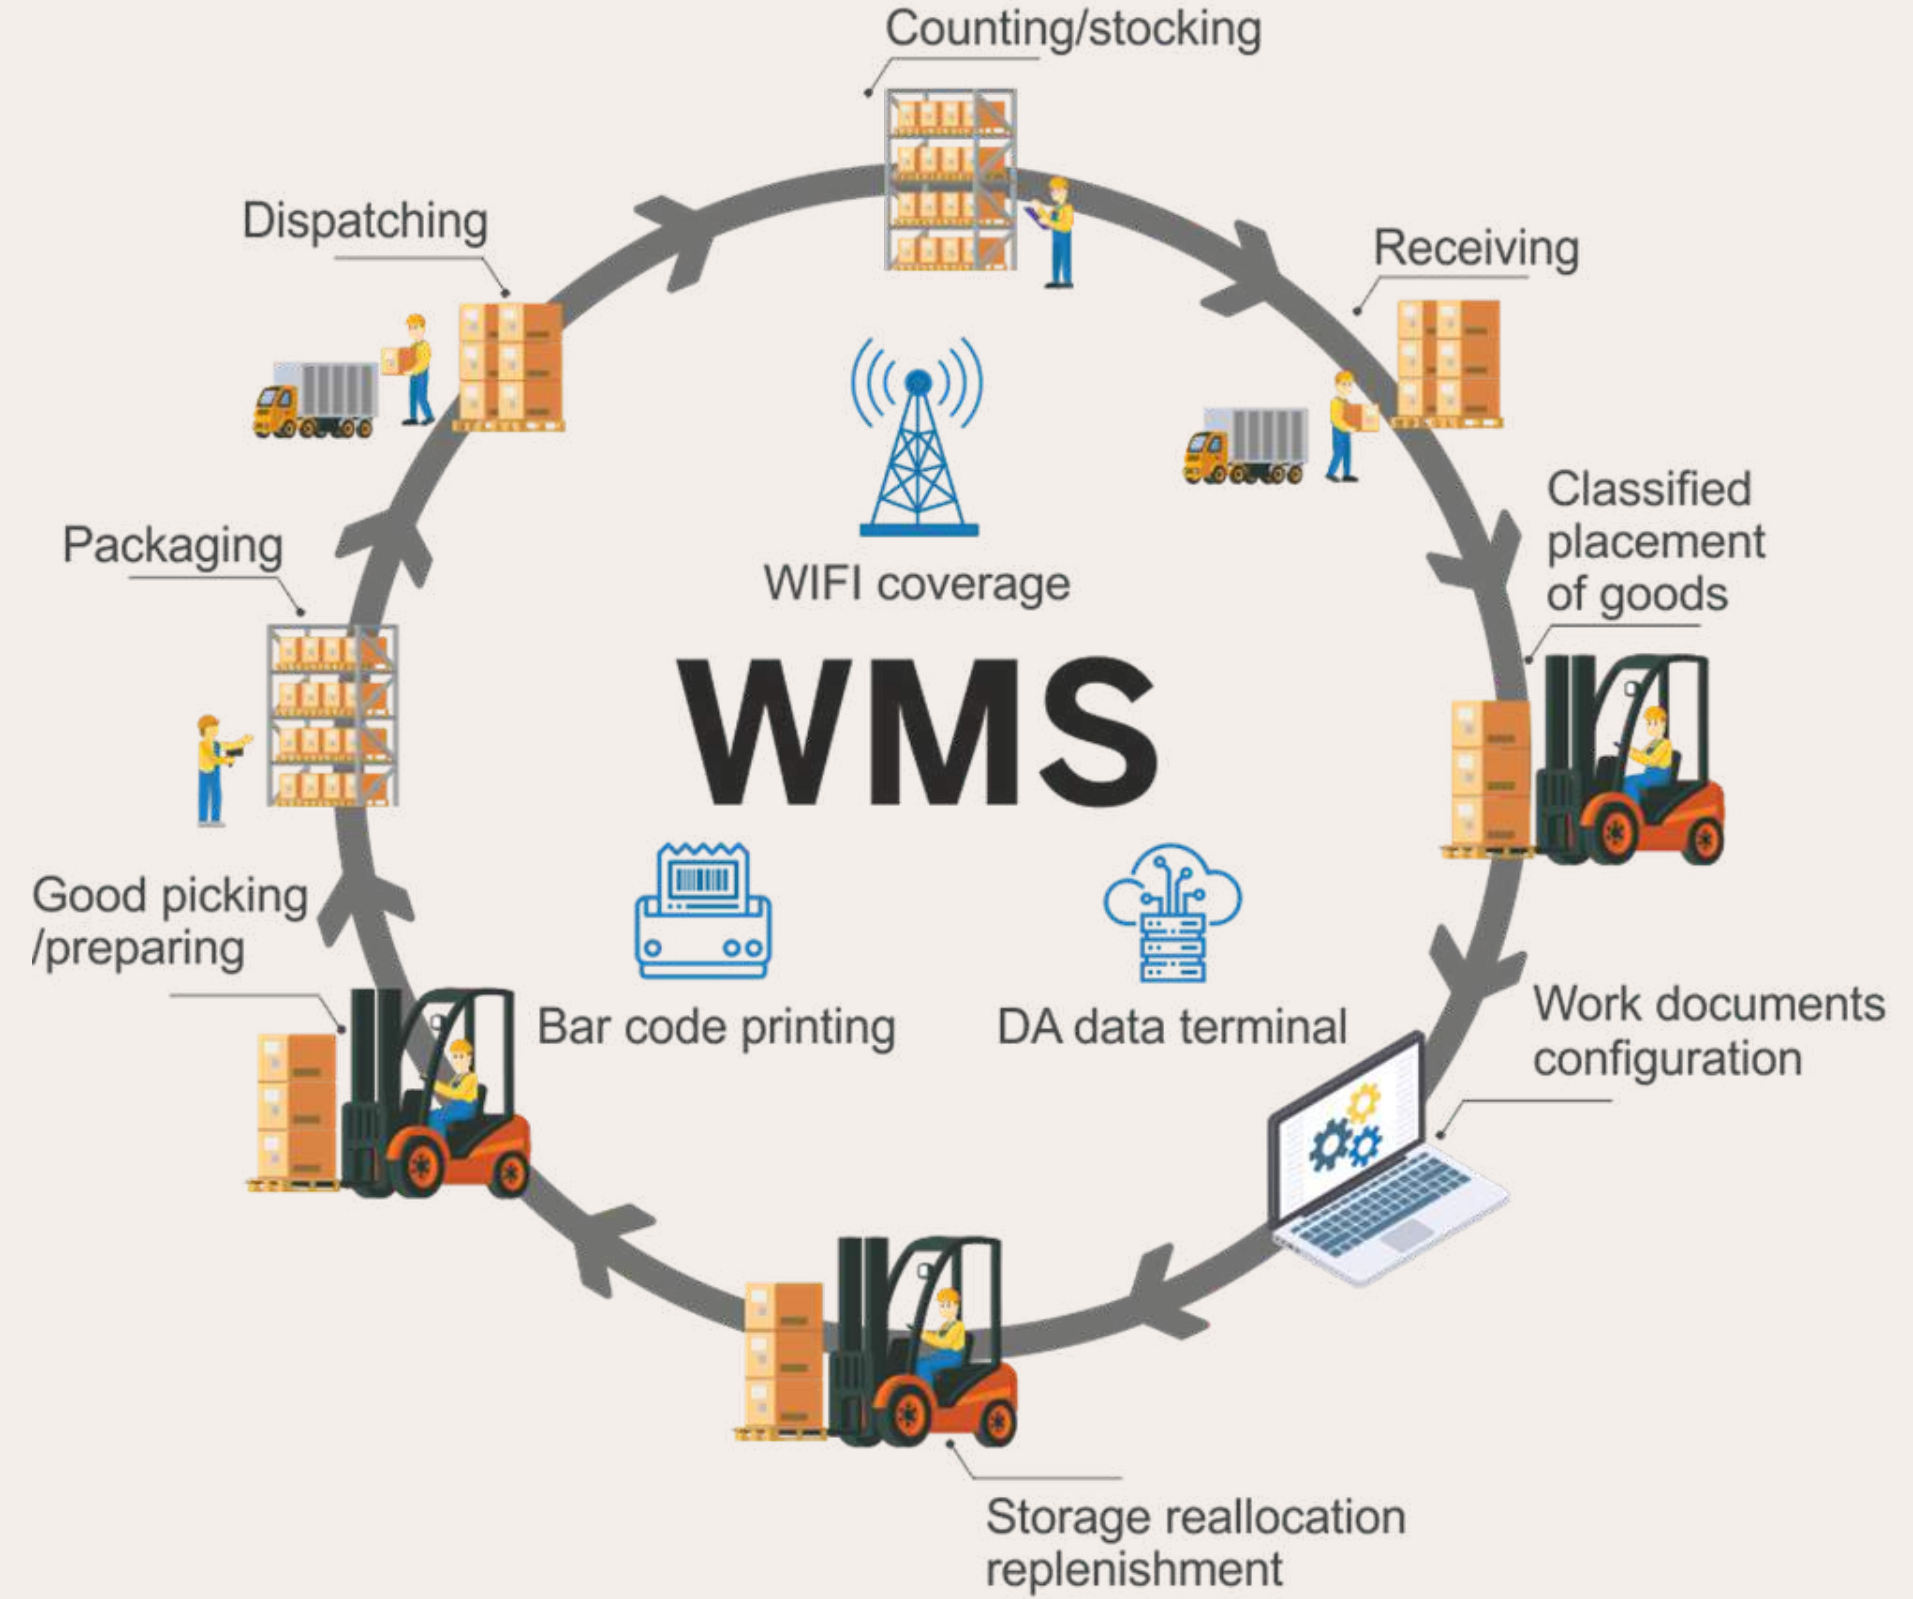 Counting/stocking
Dispatching
Receiving
Classified
placement
of goods
Packaging
WIFI coverage
WMS
Good picking
/preparing
Bar code printing
DA data terminal
Work documents
configuration
Storage reallocation
replenishment